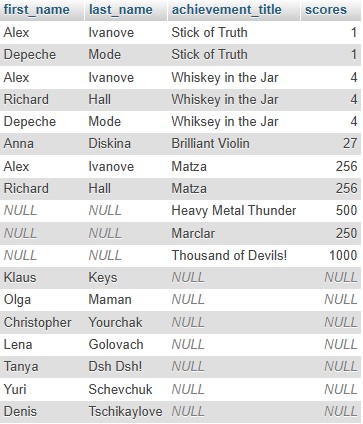 first_name last_name achievement_title scores
Alex Ivanove Stick of Truth 1
Depeche Mode Stick of Truth 1
Alex Ivanove Whiskey in the Jar 4
Richard Hall Whiskey in the Jar 4
Depeche Mode Whiksey in the Jar 4
Anna Diskina Brilliant Violin 27
Alex Ivanove Matza 256
Richard Hall Matza 256
NULL NULL Heavy Metal Thunder 500
NULL NULL Marclar 250
NULL NULL Thousand of Devils! 1000
Klaus Keys NULL NULL
Olga Maman NULL NULL
Christopher Yourchak NULL NULL
Lena Golovach NULL NULL
Tanya Dsh Dsh! NULL NULL
Yuri Schevchuk NULL NULL
Denis Tschikaylove NULL NULL